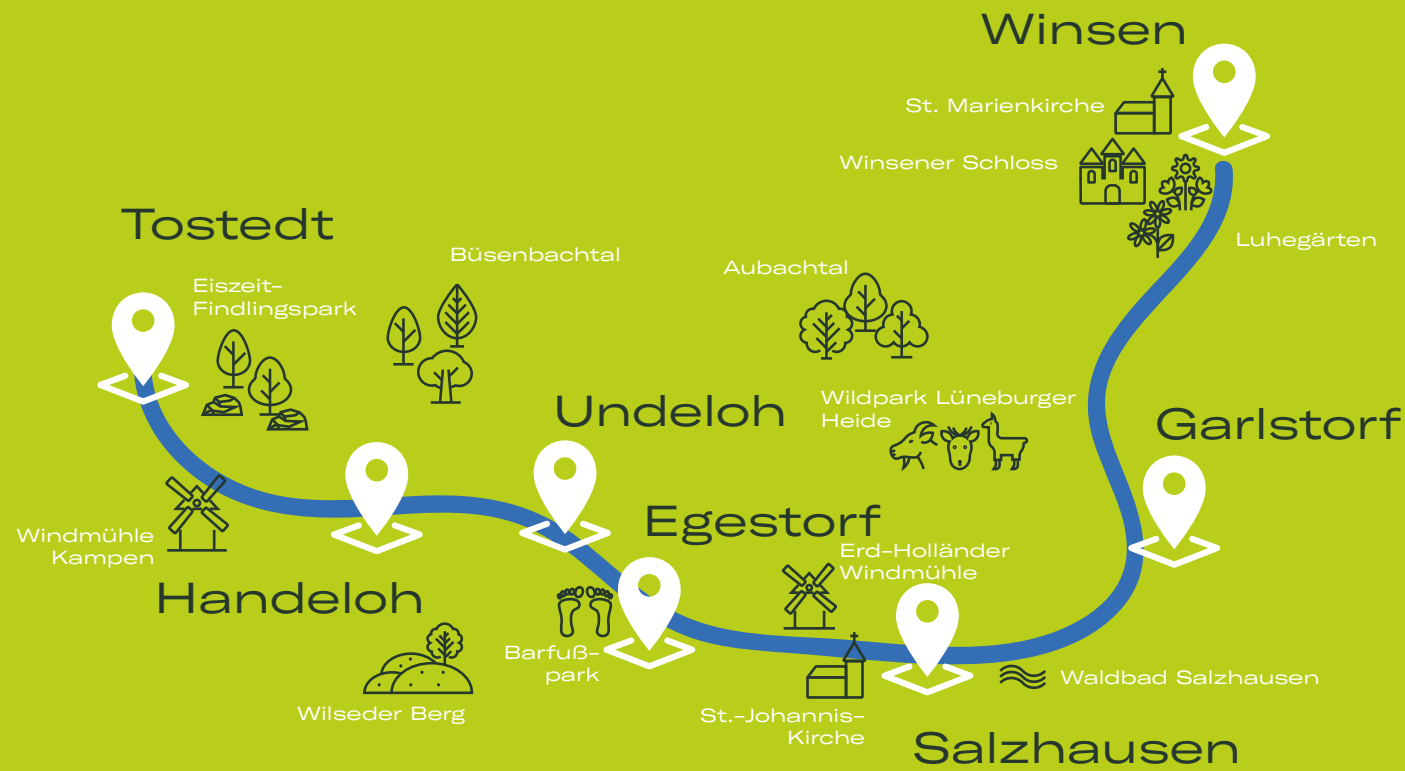 Winsen
St. Marienkirche
Winsener Schloss
Luhegärten
Tostedt
Eiszeit-
Findlingspark
Büsenbachtal
Aubachtal
Undeloh
Wildpark Lüneburger
Heide
Garlstorf
Windmühle
Kampen
Handeloh
Egestorf
Erd-Holländer
Windmühle
Barfuß-
park
Wilseder Berg
St.-Johannis-
Kirche
Waldbad Salzhausen
Salzhausen